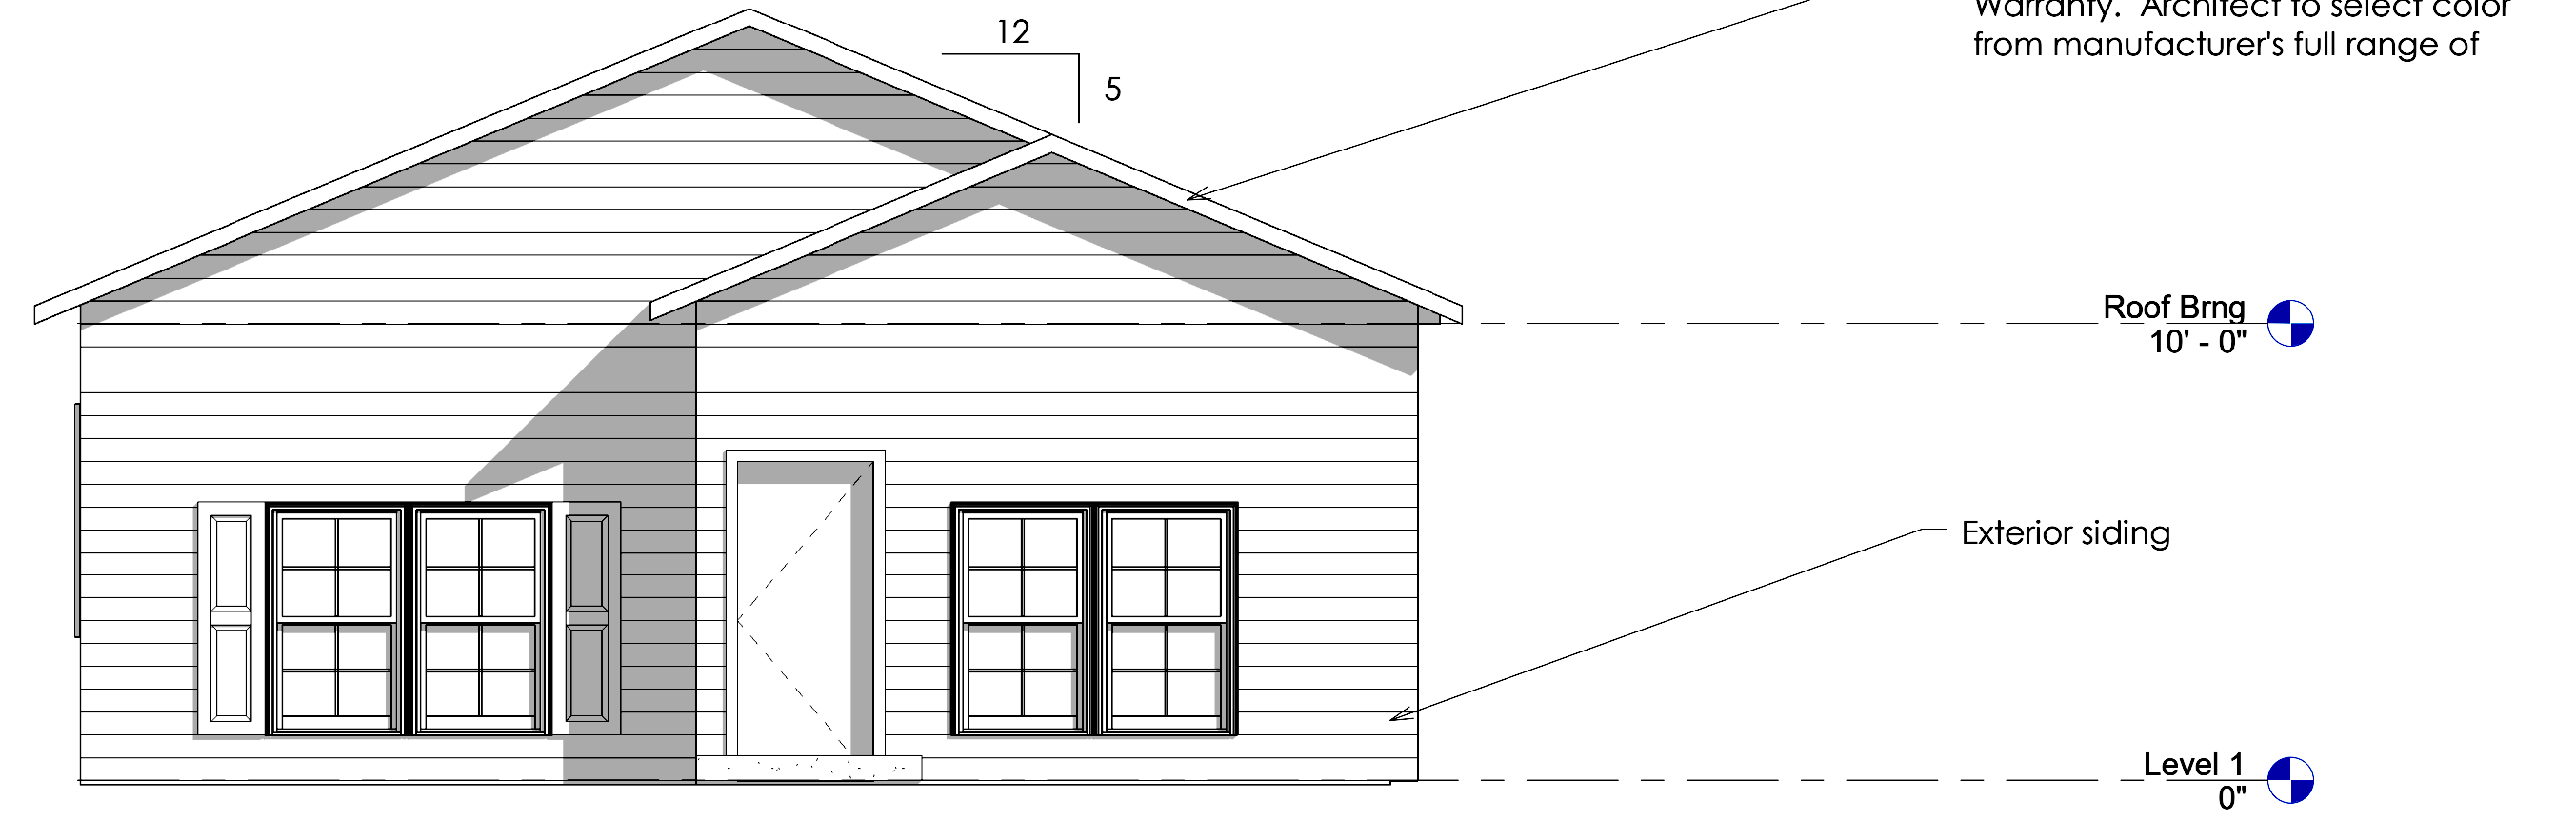 Warranty. Architect to select color
from manufacturer's full range of
12
5
Roof Brng
10' - 0"
Exterior siding
Level 1
0"